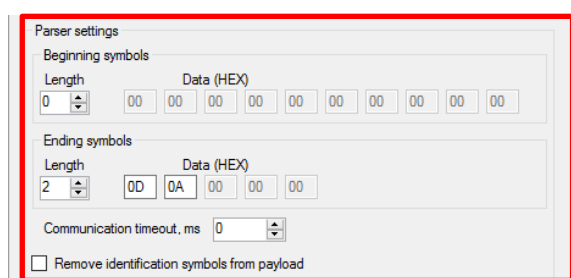 Parser settings
Beginning symbols
Length Data (HEX)
0 00 00 00 00 00 00 00 00 00 00
Ending symbols
Length Data (HEX)
2 0D 0A 00 00 00
Communication timeout, ms 0
Remove identification symbols from payload